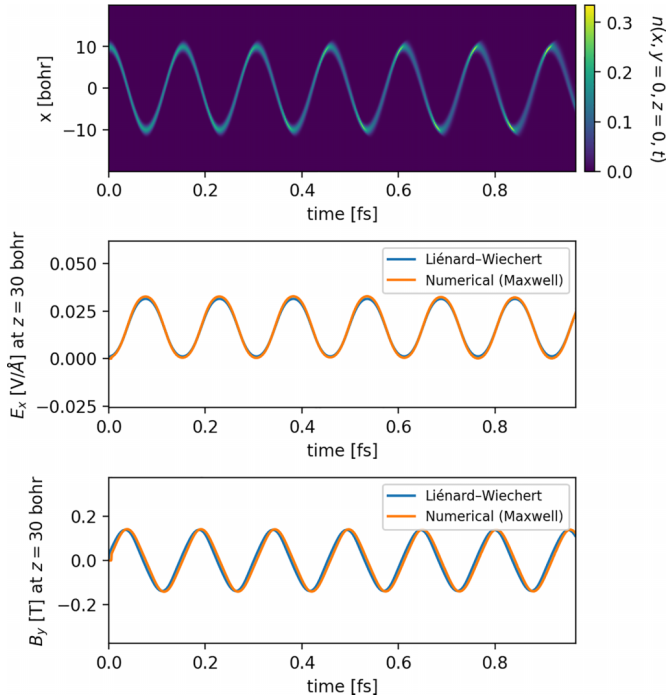 x [bohr]
10
0
−10
0.0 0.2 0.4 0.6 0.8
time [fs]
0.3
0.2
0.1
0.0
n(x, y = 0, z = 0, t)
E_x [V/Å] at z = 30 bohr
0.050
0.025
0.000
−0.025
Liénard–Wiechert
Numerical (Maxwell)
0.0 0.2 0.4 0.6 0.8
time [fs]
B_y [T] at z = 30 bohr
0.2
0.0
−0.2
Liénard–Wiechert
Numerical (Maxwell)
0.0 0.2 0.4 0.6 0.8
time [fs]